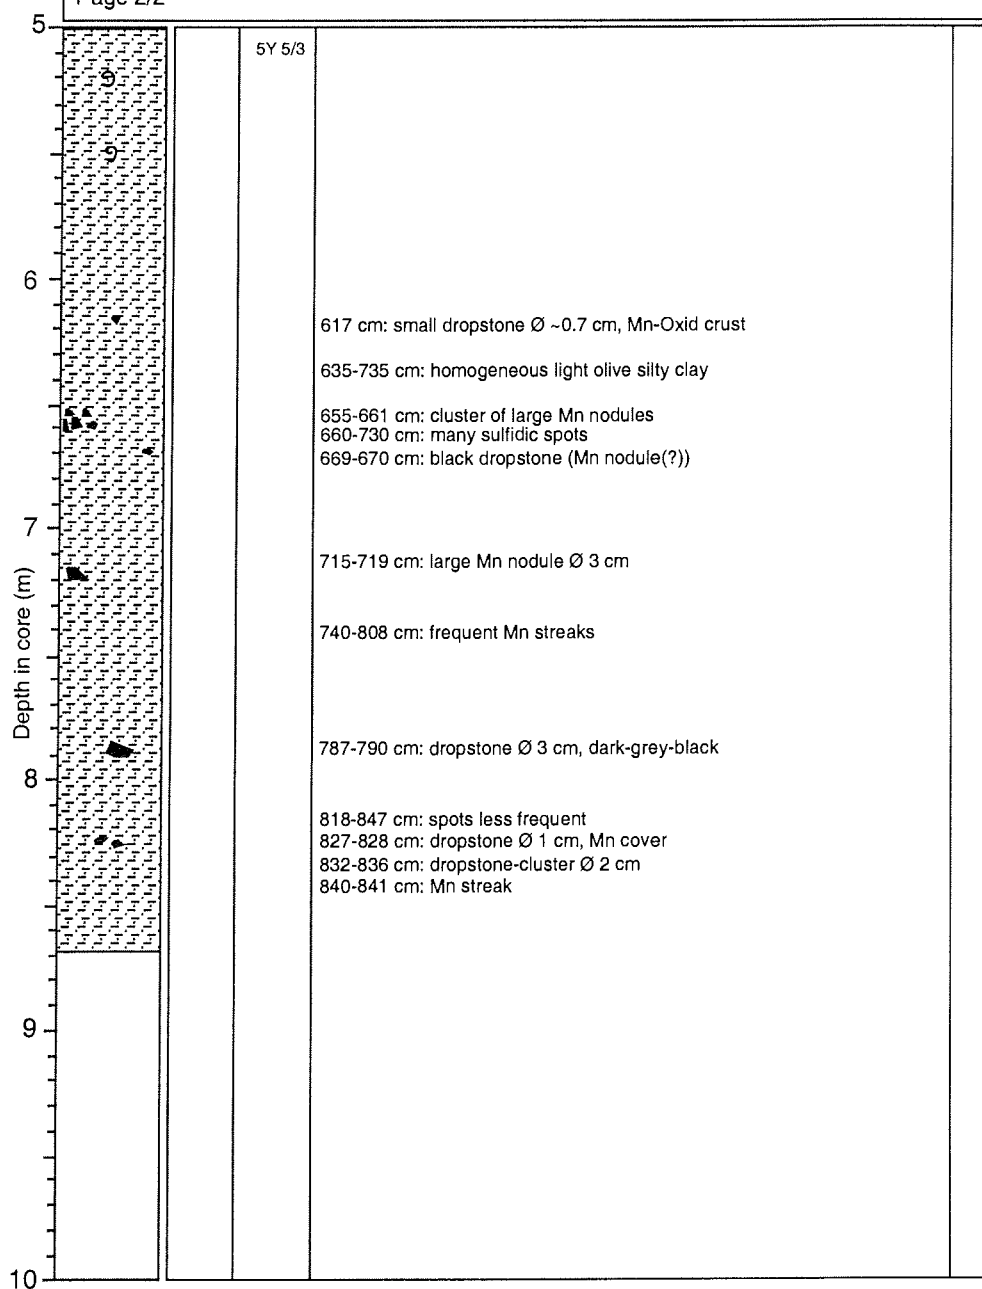 Page 2/2
5
5Y 5/3
6
617 cm: small dropstone Ø ~0.7 cm, Mn-Oxid crust
635-735 cm: homogeneous light olive silty clay
655-661 cm: cluster of large Mn nodules
660-730 cm: many sulfidic spots
669-670 cm: black dropstone (Mn nodule(?))
7
715-719 cm: large Mn nodule Ø 3 cm
Depth in core (m)
740-808 cm: frequent Mn streaks
787-790 cm: dropstone Ø 3 cm, dark-grey-black
8
818-847 cm: spots less frequent
827-828 cm: dropstone Ø 1 cm, Mn cover
832-836 cm: dropstone-cluster Ø 2 cm
840-841 cm: Mn streak
9
10